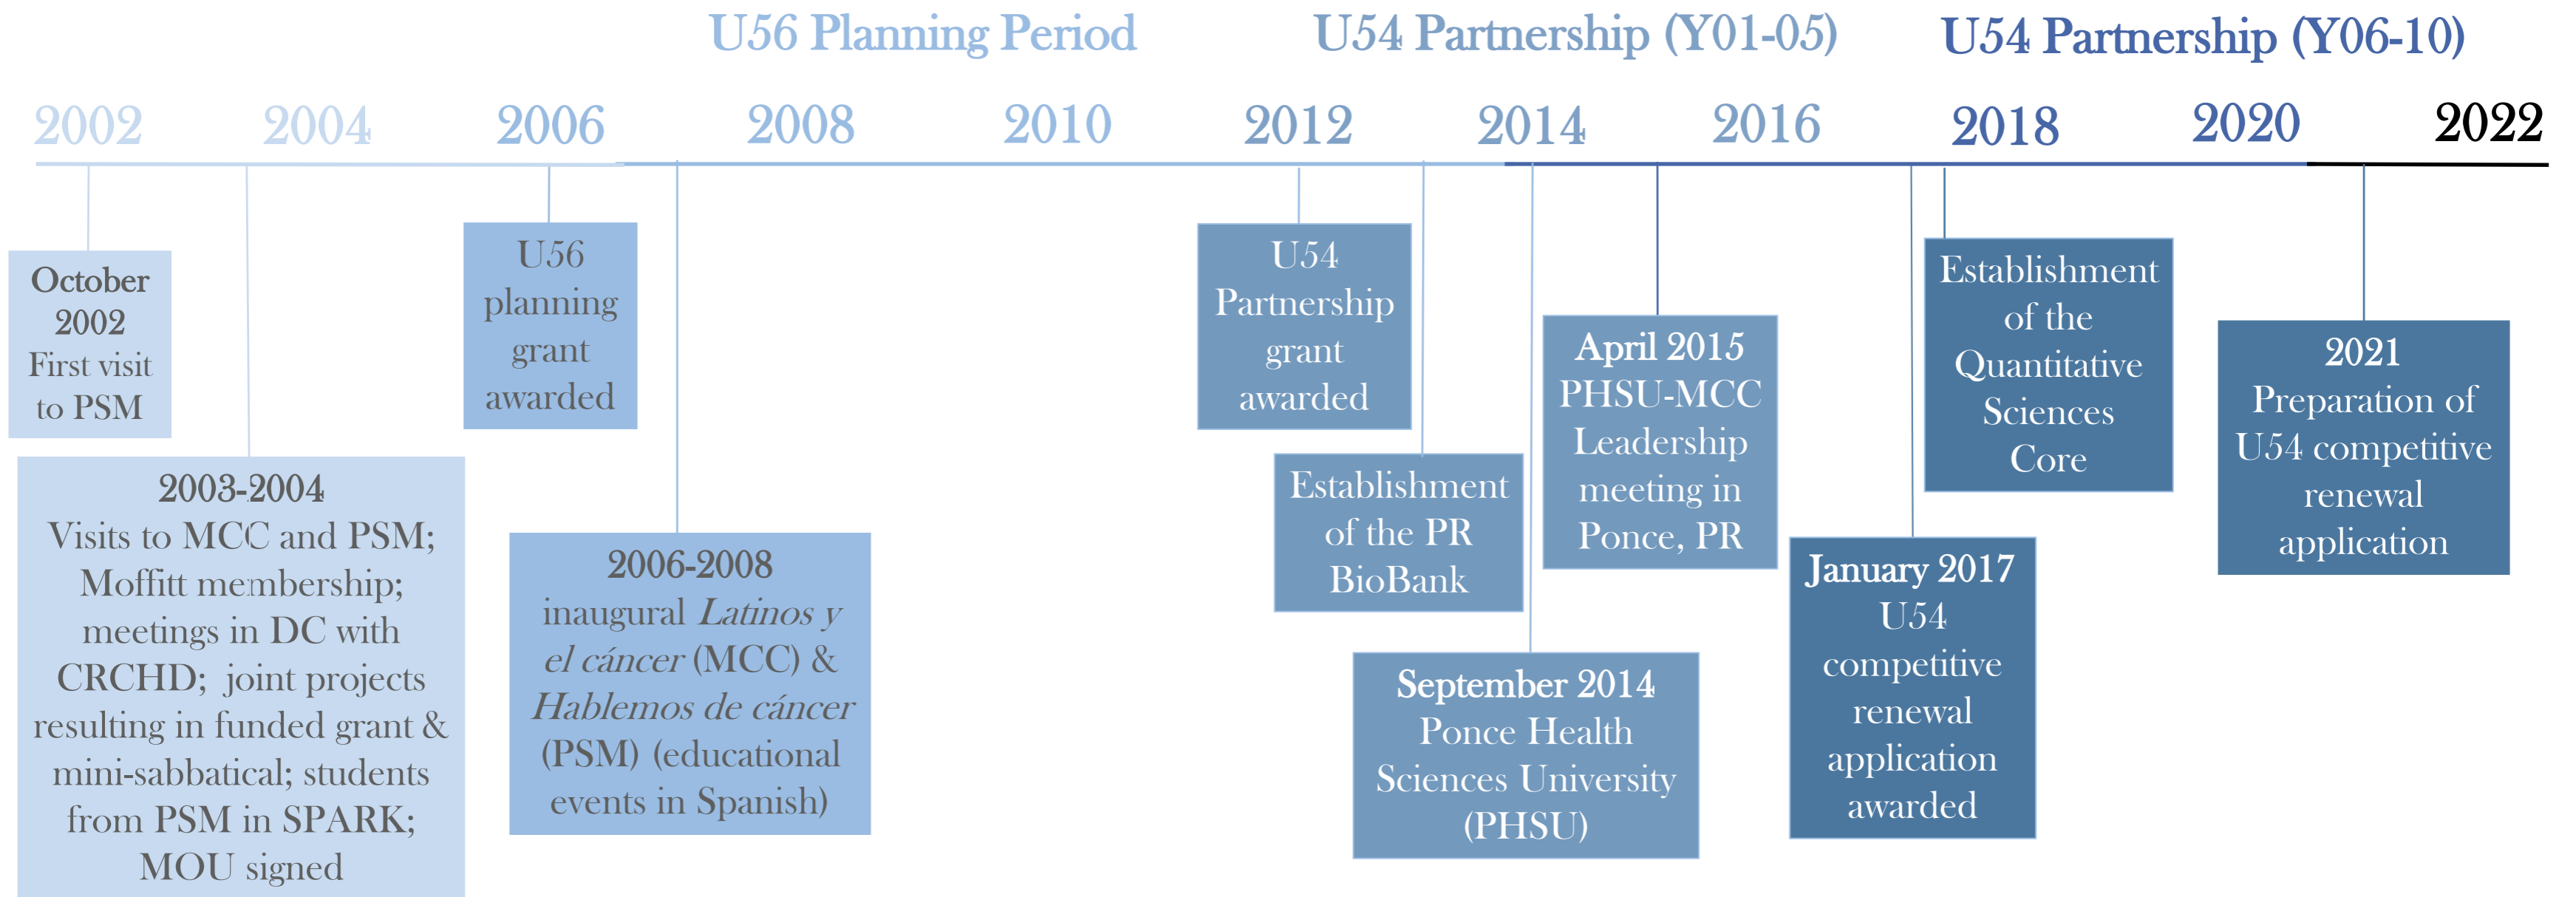 U56 Planning Period
U54 Partnership (Y01-05)
U54 Partnership (Y06-10)
2002
2004
2006
2008
2010
2012
2014
2016
2018
2020
2022
October
2002
First visit
to PSM
2003-2004
Visits to MCC and PSM;
Moffitt membership;
meetings in DC with
CRCHD; joint projects
resulting in funded grant &
mini-sabbatical; students
from PSM in SPARK;
MOU signed
U56
planning
grant
awarded
2006-2008
inaugural Latinos y
el cáncer (MCC) &
Hablemos de cáncer
(PSM) (educational
events in Spanish)
U54
Partnership
grant
awarded
Establishment
of the PR
BioBank
September 2014
Ponce Health
Sciences University
(PHSU)
April 2015
PHSU-MCC
Leadership
meeting in
Ponce, PR
January 2017
U54
competitive
renewal
application
awarded
Establishment
of the
Quantitative
Sciences
Core
2021
Preparation of
U54 competitive
renewal
application